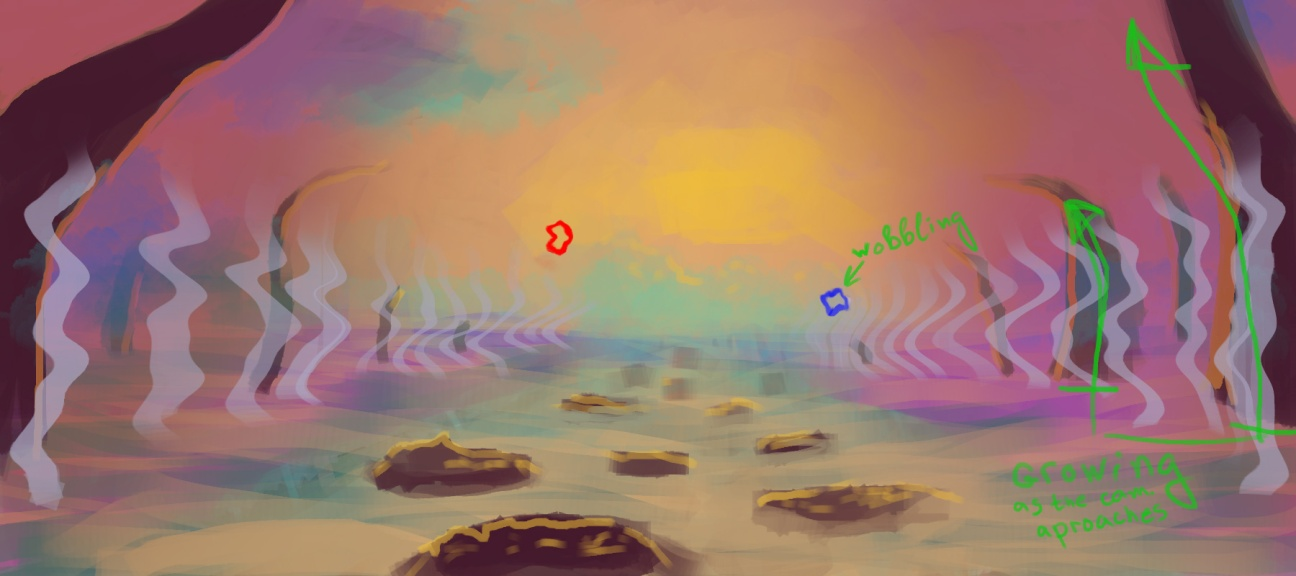 wobbling
Growing
as the cam
aproaches